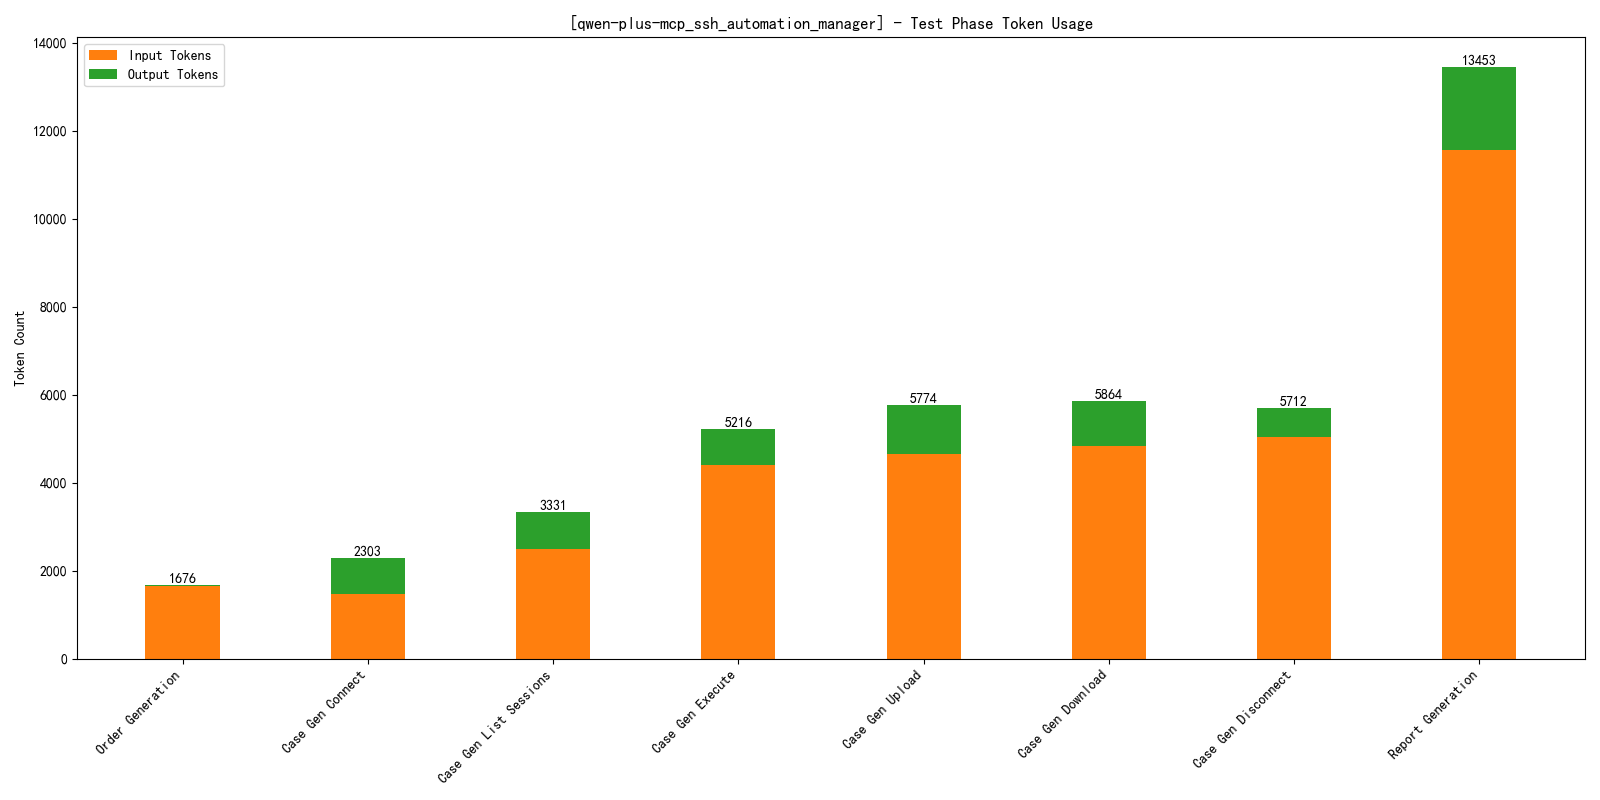 [qwen-plus-mcp_ssh_automation_manager] - Test Phase Token Usage
Input Tokens
Output Tokens
Token Count
14000
12000
10000
8000
6000
4000
2000
0
1676
2303
3331
5216
5774
5864
5712
13453
Order Generation
Case Gen Connect
Case Gen List Sessions
Case Gen Execute
Case Gen Upload
Case Gen Download
Case Gen Disconnect
Report Generation